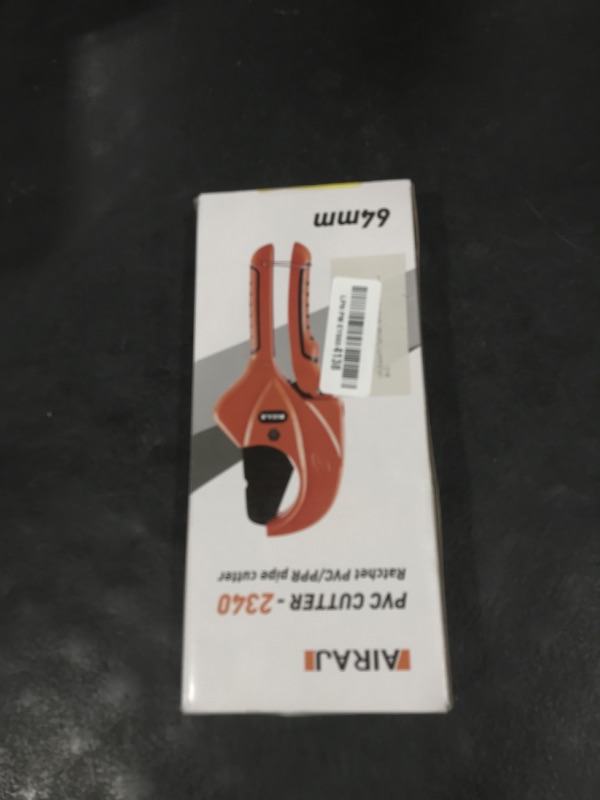 AIRAJ
PVC CUTTER - 2340
Ratchet PVC/PPR pipe cutter
64mm